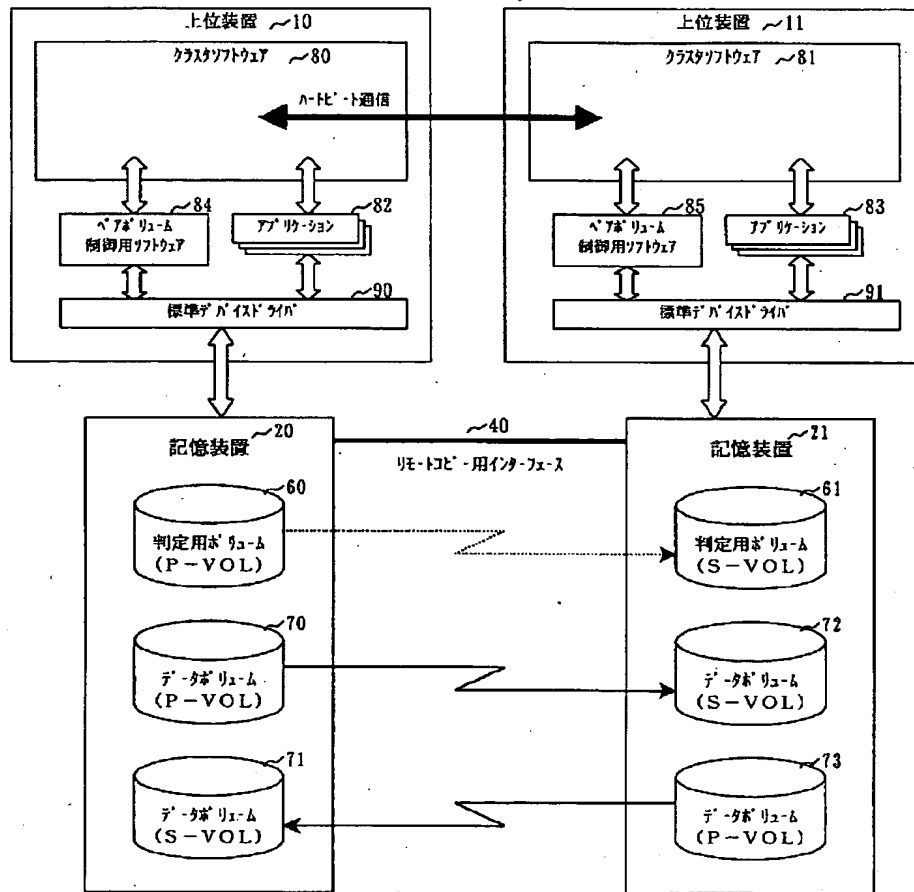 上位装置 〜10
クラスタソフトウェア 〜80
ハートビート通信
84
ペアボリューム
制御用ソフトウェア
82
アプリケーション
90
標準デバイスドライバ
上位装置 〜11
クラスタソフトウェア 〜81
85
ペアボリューム
制御用ソフトウェア
83
アプリケーション
91
標準デバイスドライバ
記憶装置 〜20
〜40
リモートコピー用インターフェース
記憶装置 〜21
60
判定用ボリューム
(P-VOL)
61
判定用ボリューム
(S-VOL)
70
データボリューム
(P-VOL)
72
データボリューム
(S-VOL)
71
データボリューム
(S-VOL)
73
データボリューム
(P-VOL)